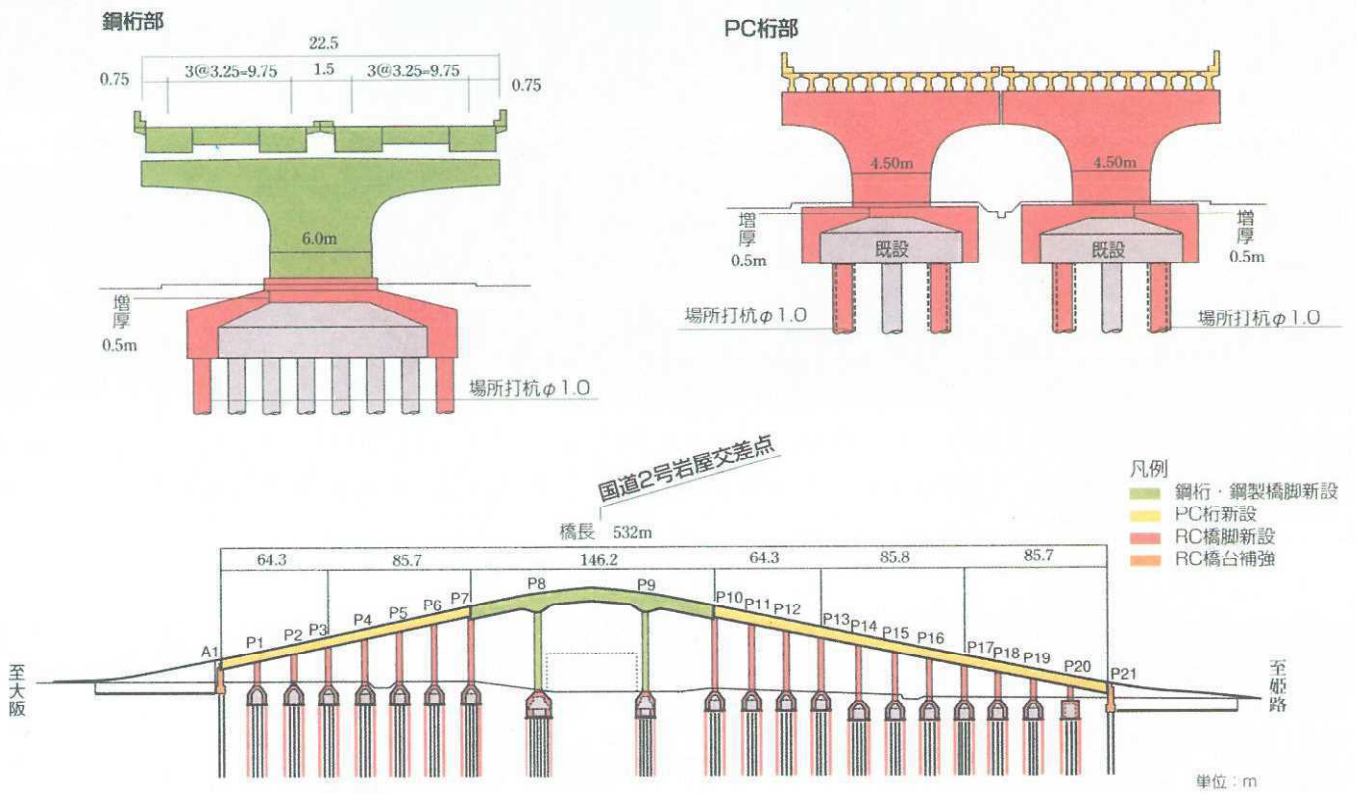 鋼桁部
22.5
0.75 3@3.25=9.75 1.5 3@3.25=9.75 0.75
6.0m
増厚
0.5m
場所打杭φ1.0
PC桁部
4.50m 4.50m
増厚
0.5m
既設 既設
増厚
0.5m
場所打杭φ1.0 場所打杭φ1.0
国道2号岩屋交差点
橋長 532m
64.3 85.7 146.2 64.3 85.8 85.7
凡例
鋼桁・鋼製橋脚新設
PC桁新設
RC橋脚新設
RC橋台補強
A1 P1 P2 P3 P4 P5 P6 P7 P8 P9 P10 P11 P12 P13 P14 P15 P16 P17 P18 P19 P20 P21
至大阪
至姫路
単位：m